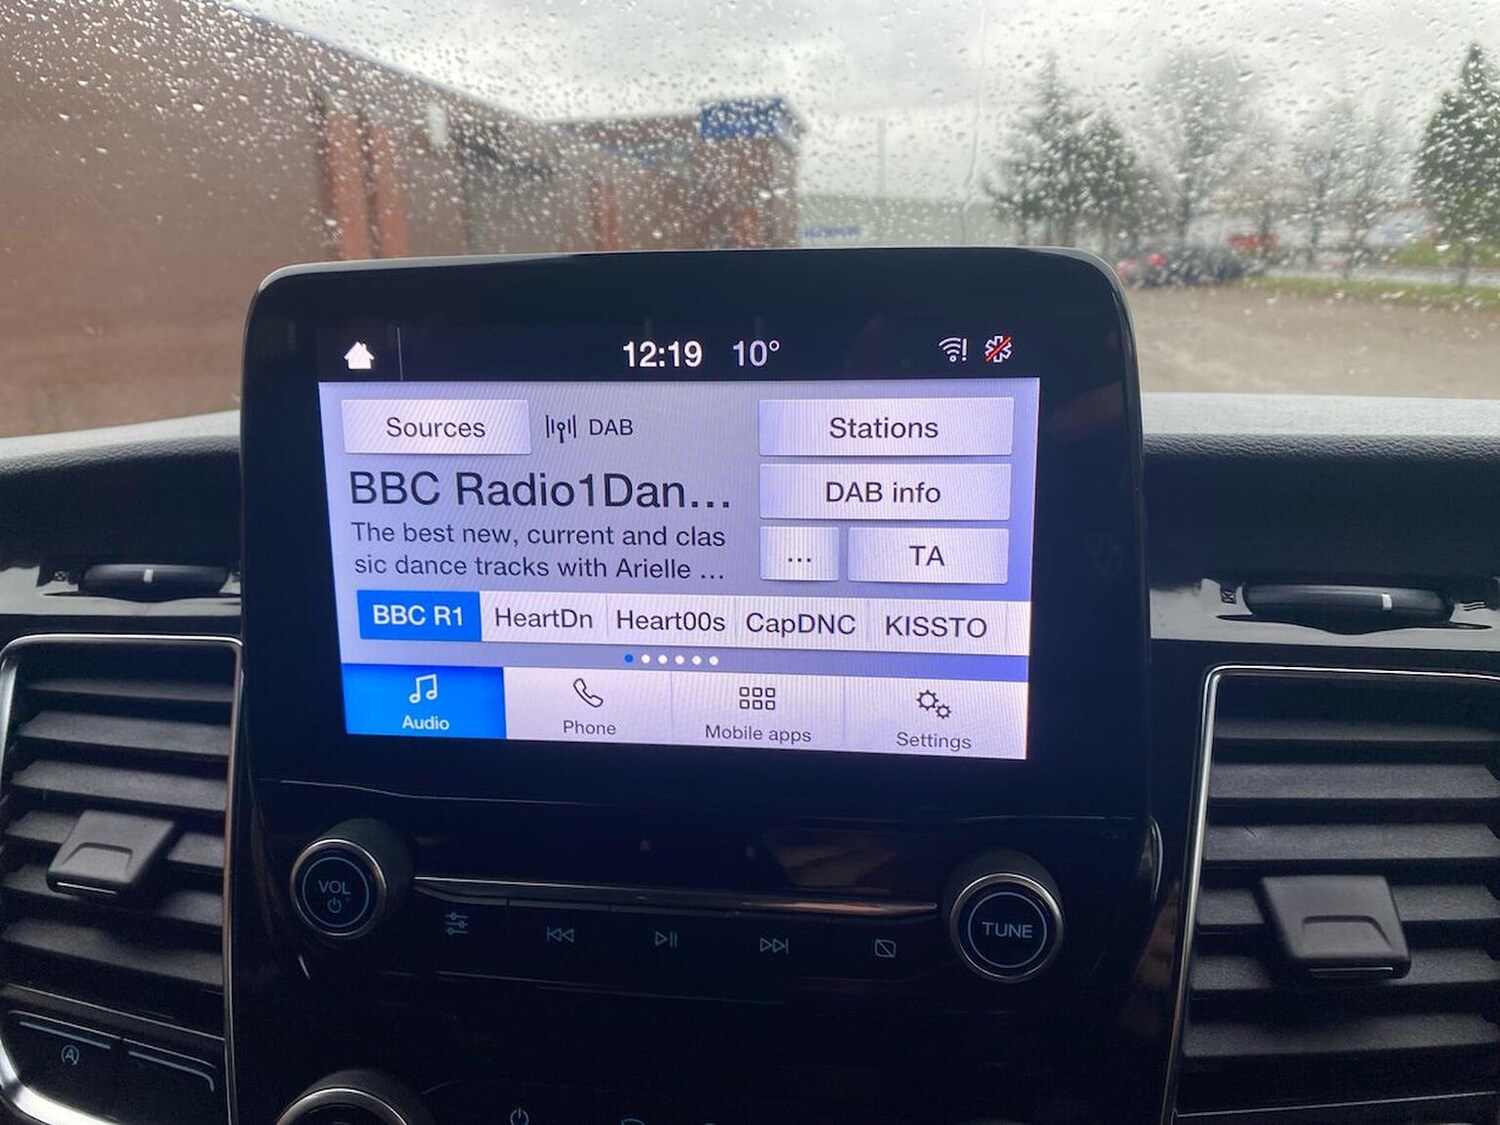 12:19 10°
Sources DAB Stations
BBC Radio1Dan...
DAB info
The best new, current and clas
sic dance tracks with Arielle ...
... TA
BBC R1 HeartDn Heart00s CapDNC KISSTO
Audio Phone Mobile apps Settings
VOL
TUNE
A